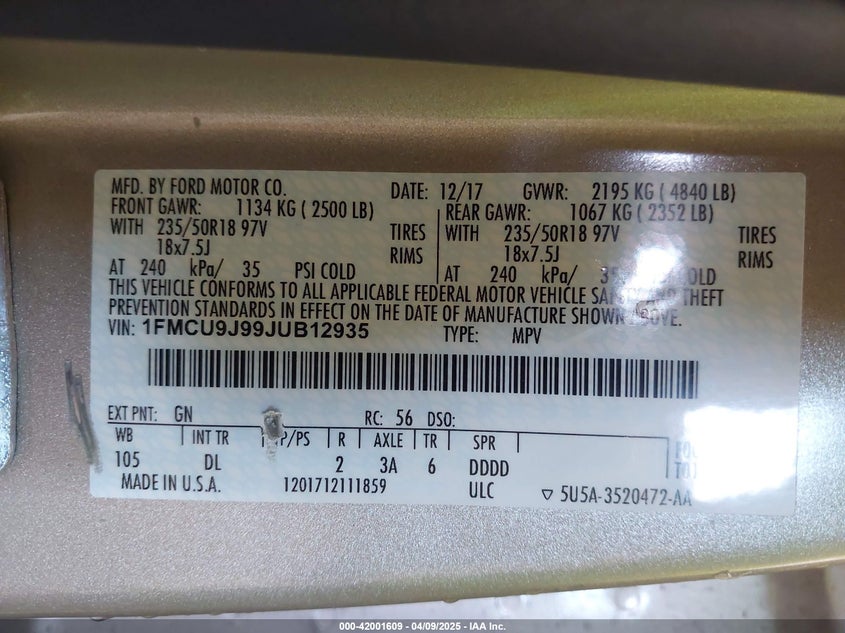 MFD. BY FORD MOTOR CO. DATE: 12/17 GVWR: 2195 KG ( 4840 LB)
FRONT GAWR: 1134 KG ( 2500 LB) REAR GAWR: 1067 KG ( 2352 LB)
WITH 235/50R18 97V TIRES WITH 235/50R18 97V TIRES
18x7.5J RIMS 18x7.5J RIMS
AT 240 kPa/ 35 PSI COLD AT 240 kPa/
THIS VEHICLE CONFORMS TO ALL APPLICABLE FEDERAL MOTOR VEHICLE SAFETY AND THEFT
PREVENTION STANDARDS IN EFFECT ON THE DATE OF MANUFACTURE SHOWN ABOVE.
VIN: 1FMCU9J99JUB12935 TYPE: MPV
EXT PNT: GN RC: 56 DSO:
WB INT TR R AXLE TR SPR
105 DL 2 3A 6 DDDD
MADE IN U.S.A. 1201712111859 ULC ▽ 5U5A-3520472-AA
000-42001609 - 04/09/2025 - IAA Inc.